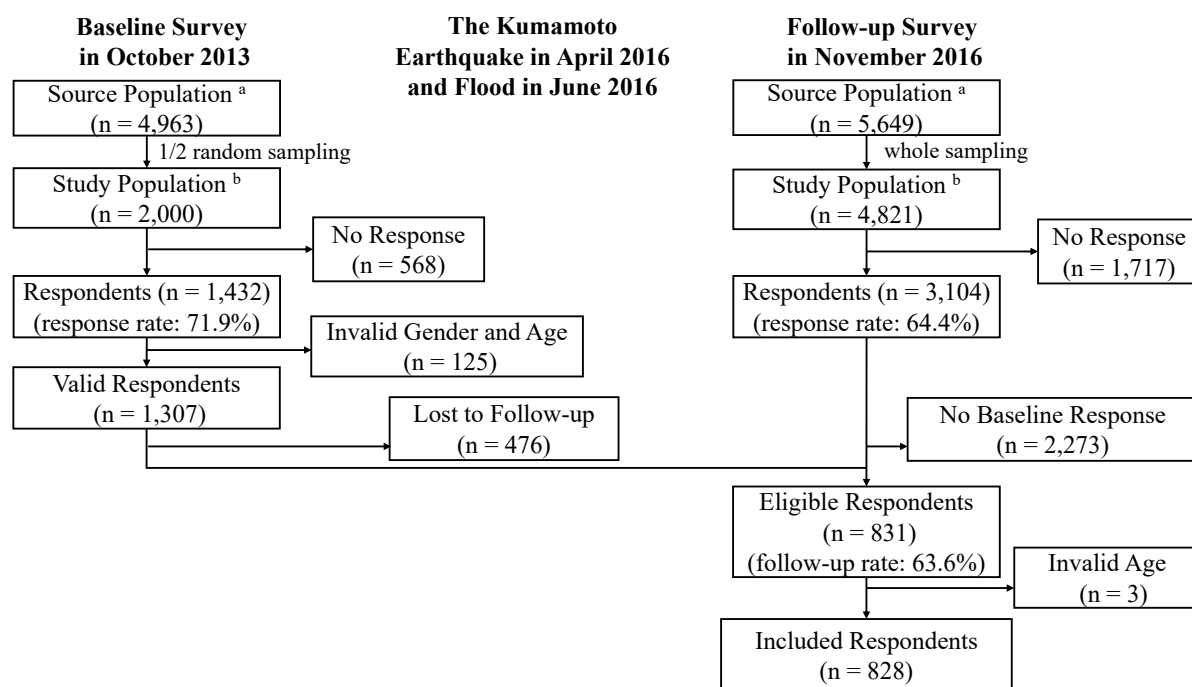 Baseline Survey
in October 2013
The Kumamoto
Earthquake in April 2016
and Flood in June 2016
Follow-up Survey
in November 2016
Source Population a
(n = 4,963)
1/2 random sampling
Study Population b
(n = 2,000)
No Response
(n = 568)
Respondents (n = 1,432)
(response rate: 71.9%)
Invalid Gender and Age
(n = 125)
Valid Respondents
(n = 1,307)
Lost to Follow-up
(n = 476)
Source Population a
(n = 5,649)
whole sampling
Study Population b
(n = 4,821)
No Response
(n = 1,717)
Respondents (n = 3,104)
(response rate: 64.4%)
No Baseline Response
(n = 2,273)
Eligible Respondents
(n = 831)
(follow-up rate: 63.6%)
Invalid Age
(n = 3)
Included Respondents
(n = 828)